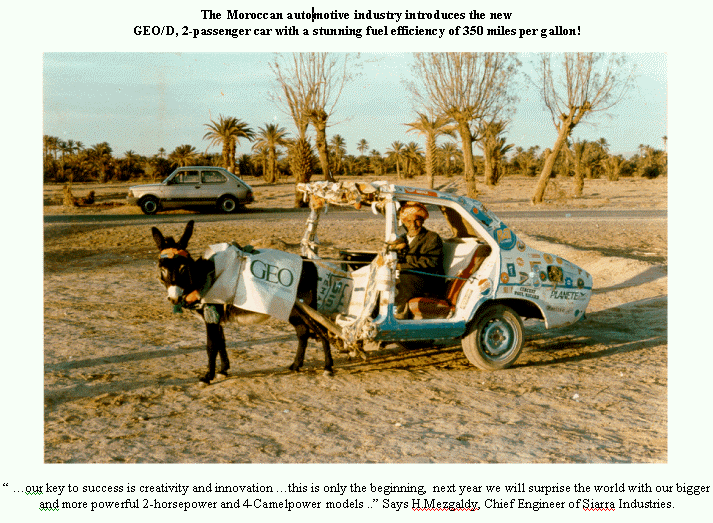 The Moroccan automotive industry introduces the new
GEO/D, 2-passenger car with a stunning fuel efficiency of 350 miles per gallon!
GEO
PLANETE
“ …our key to success is creativity and innovation …this is only the beginning, next year we will surprise the world with our bigger
and more powerful 2-horsepower and 4-Camelpower models ..” Says H.Mezgaldy, Chief Engineer of Siarra Industries.